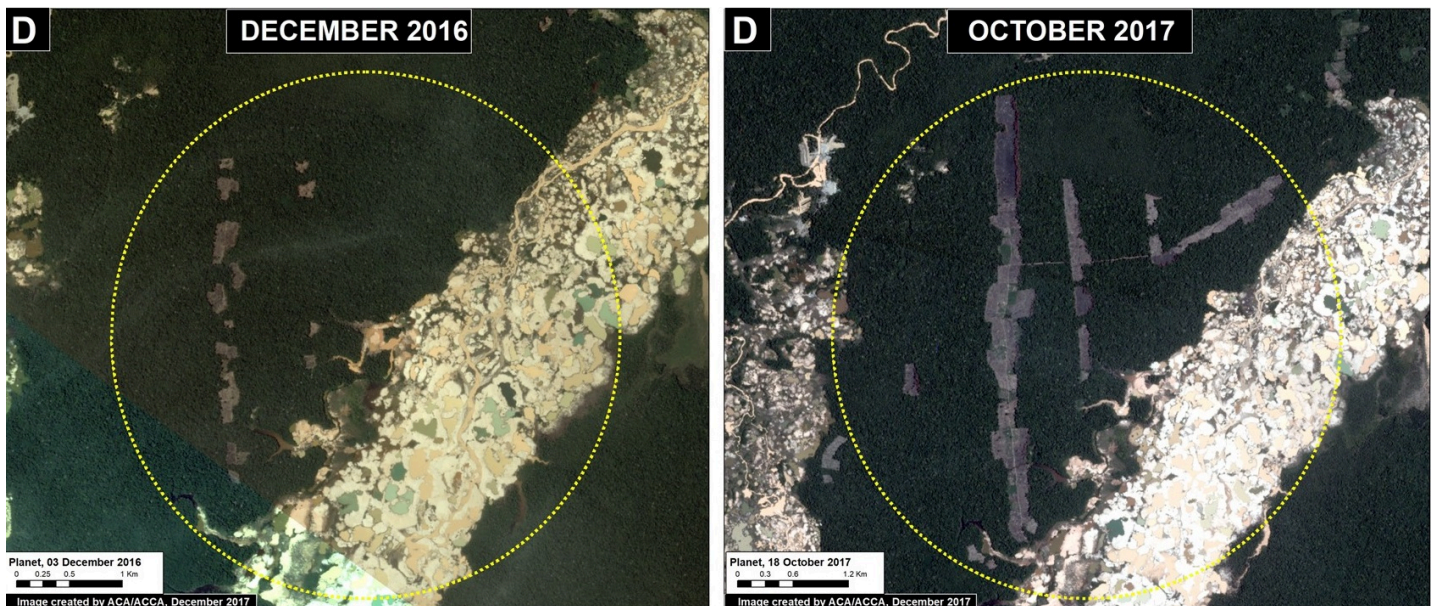 D
DECEMBER 2016
Planet, 03 December 2016
0 0.25 0.5 1 Km
Image created by ACA/ACCA, December 2017
D
OCTOBER 2017
Planet, 18 October 2017
0 0.3 0.6 1.2 Km
Image created by ACA/ACCA, December 2017